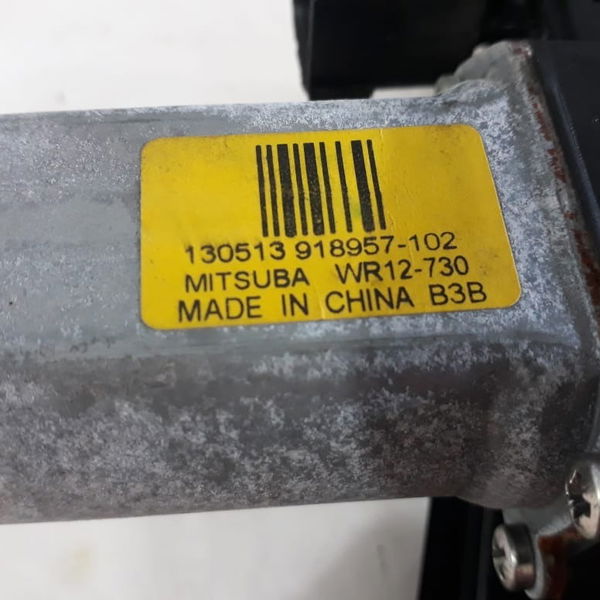 130513 918957-102
MITSUBA WR12-730
MADE IN CHINA B3B